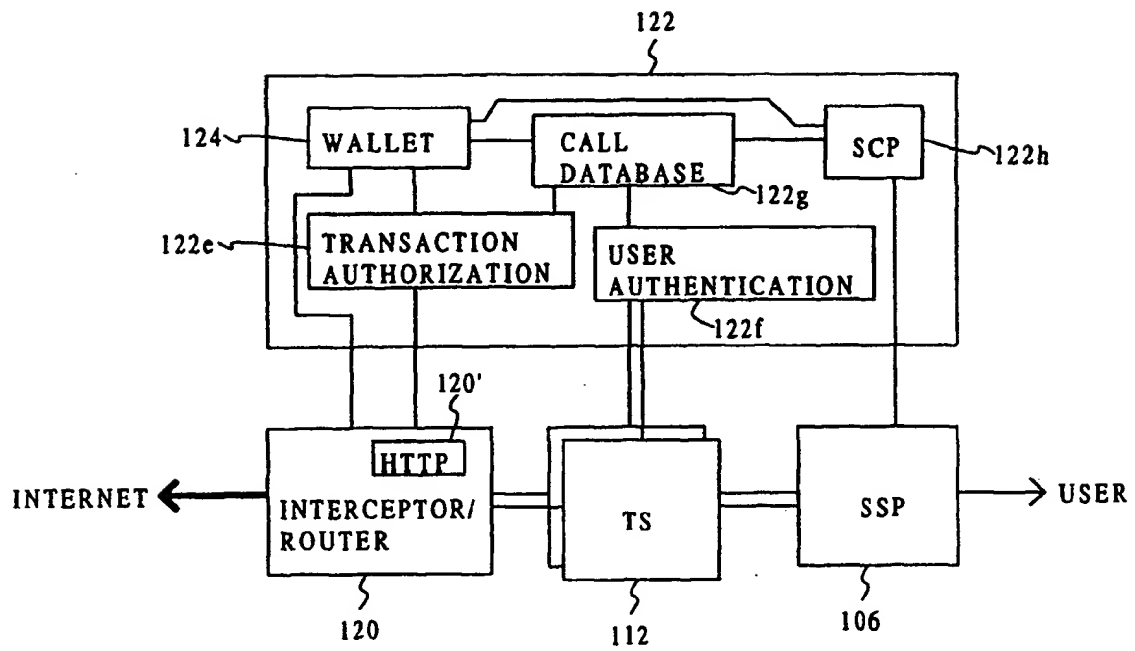 122
124
WALLET
CALL
DATABASE
SCP
122h
122g
122e
TRANSACTION
AUTHORIZATION
USER
AUTHENTICATION
122f
120'
HTTP
INTERNET
INTERCEPTOR/
ROUTER
TS
SSP
USER
120
112
106